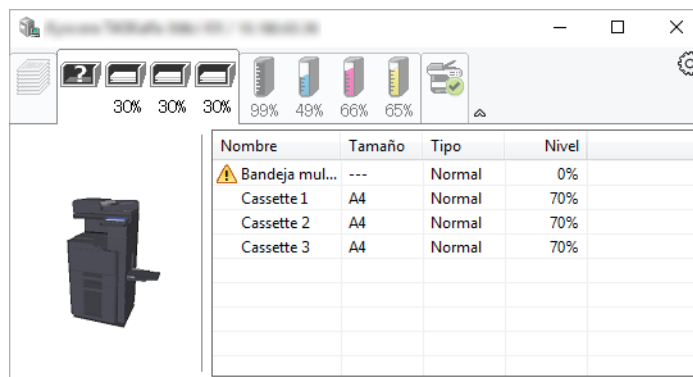 30% 30% 30% 99% 49% 66% 65%
Nombre Tamaño Tipo Nivel
Bandeja mul... --- Normal 0%
Cassette 1 A4 Normal 70%
Cassette 2 A4 Normal 70%
Cassette 3 A4 Normal 70%